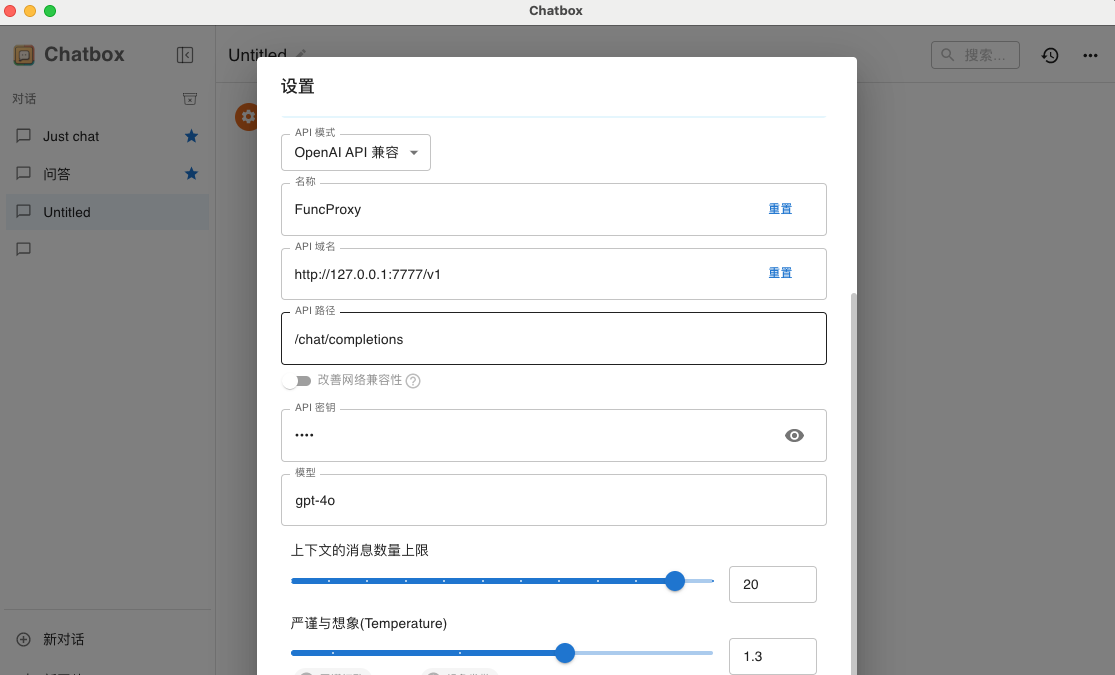 Chatbox
Chatbox
Untitled
搜索...
对话
Just chat
问答
Untitled
新对话
设置
API 模式
OpenAI API 兼容
名称
FuncProxy
重置
API 域名
http://127.0.0.1:7777/v1
重置
API 路径
/chat/completions
改善网络兼容性
API 密钥
••••
模型
gpt-4o
上下文的消息数量上限
20
严谨与想象(Temperature)
1.3